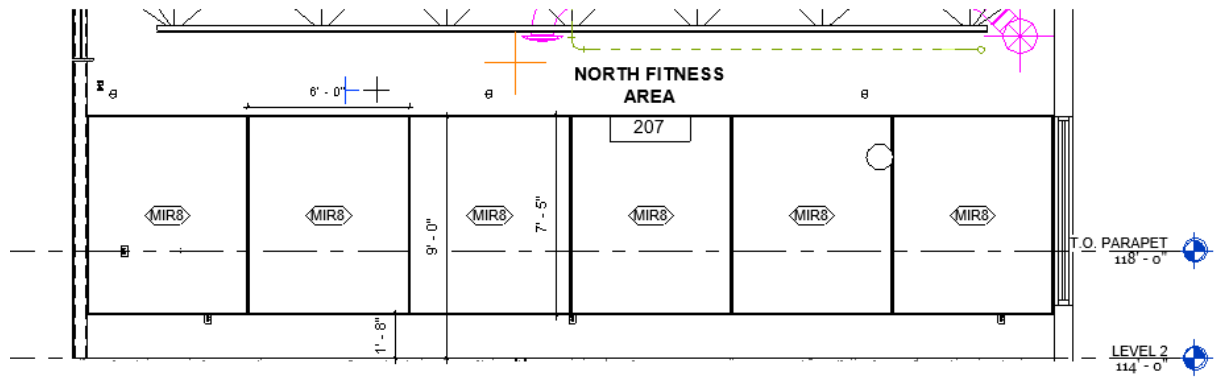 NORTH FITNESS
AREA
207
6' - 0"
MIR8
MIR8
MIR8
MIR8
MIR8
MIR8
9' - 0"
7' - 5"
1' - 8"
T.O. PARAPET
118' - 0"
LEVEL 2
114' - 0"